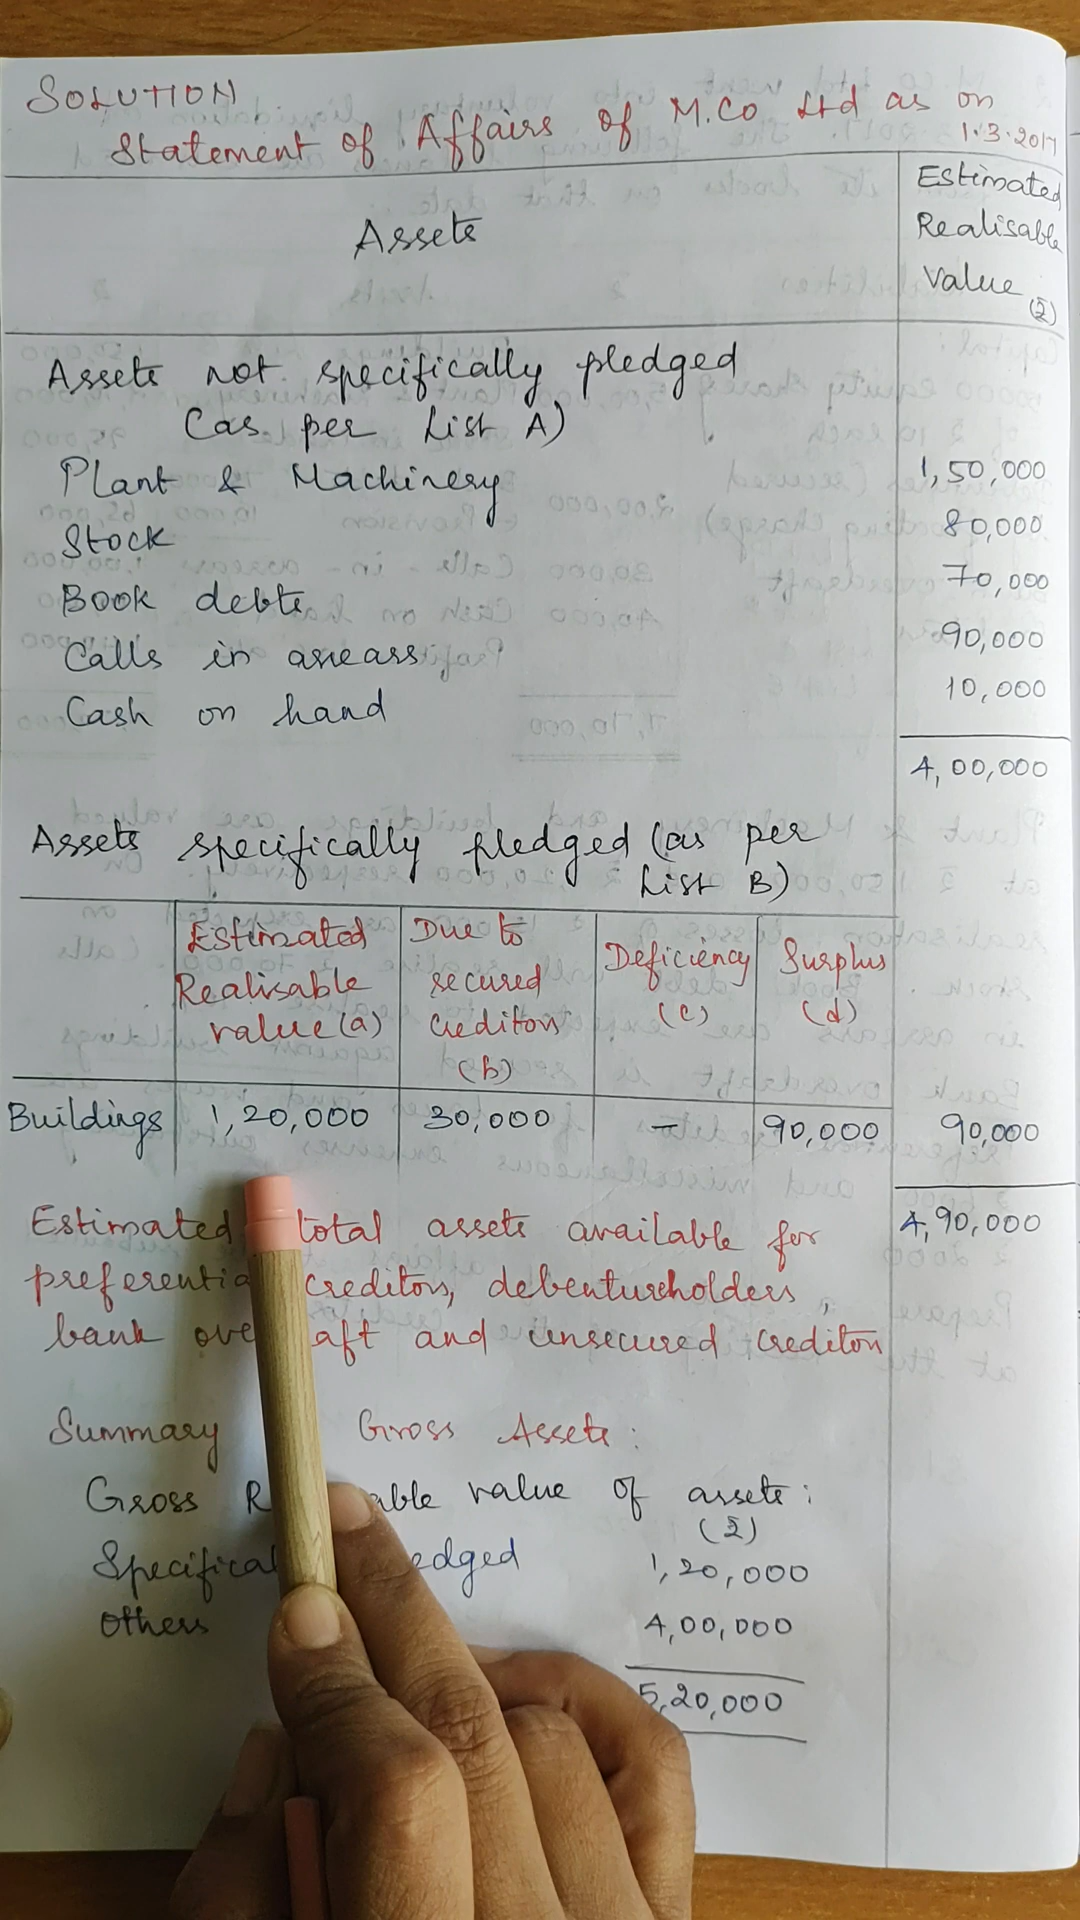 SOLUTION
Statement of Affairs of M.Co Ltd as on
1.3.2017
Assets
Estimated
Realisable
Value
(₹)
Assets not specifically pledged
(as per List A)
Plant & Machinery 1,50,000
Stock 80,000
Book debts 70,000
Calls in arrears 90,000
Cash on hand 10,000
4,00,000
Assets specifically pledged (as per
List B)
Estimated
Realisable
value (a)
Due to
secured
creditors
(b)
Deficiency
(c)
Surplus
(d)
Buildings 1,20,000 30,000 - 90,000 90,000
Estimated total assets available for 4,90,000
creditors, debentureholders,
bank and unsecured creditors
Summary Gross Assets:
Gross value of assets:
(₹)
1,20,000
Others 4,00,000
5,20,000